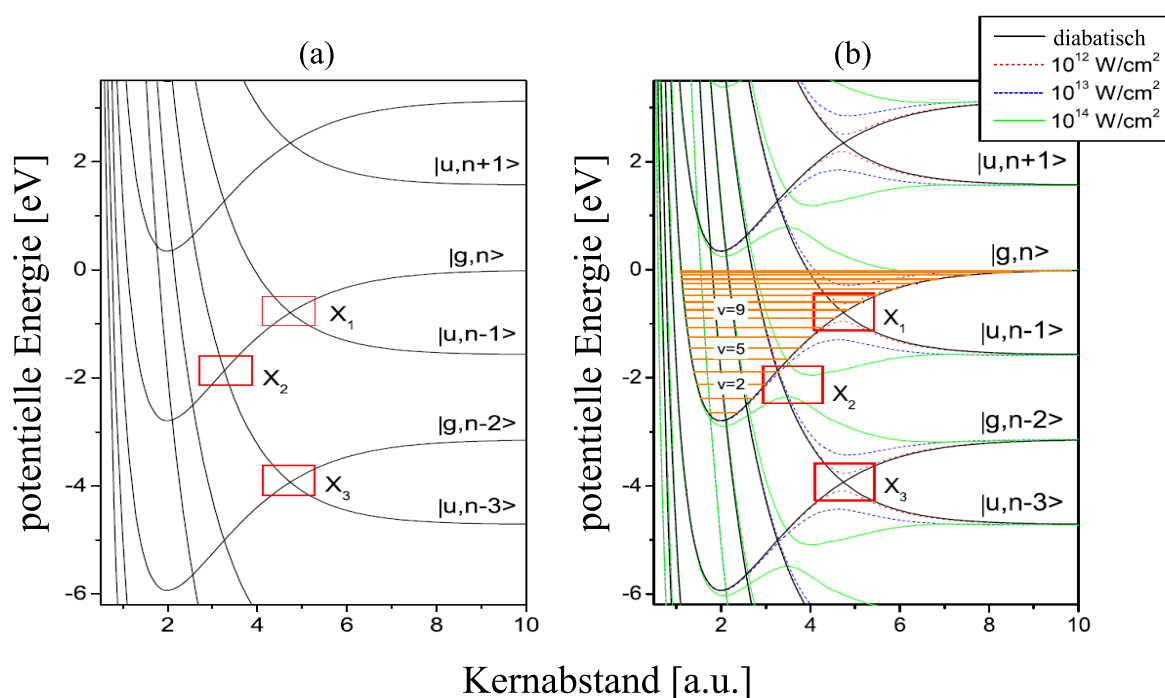 (a)
(b)
diabatisch
10¹² W/cm²
10¹³ W/cm²
10¹⁴ W/cm²
potentielle Energie [eV]
2
0
-2
-4
-6
|u,n+1>
|g,n>
X₁
|u,n-1>
X₂
|g,n-2>
X₃
|u,n-3>
2
4
6
8
10
potentielle Energie [eV]
2
0
-2
-4
-6
|u,n+1>
|g,n>
v=9
X₁
|u,n-1>
v=5
v=2
X₂
|g,n-2>
X₃
|u,n-3>
2
4
6
8
10
Kernabstand [a.u.]